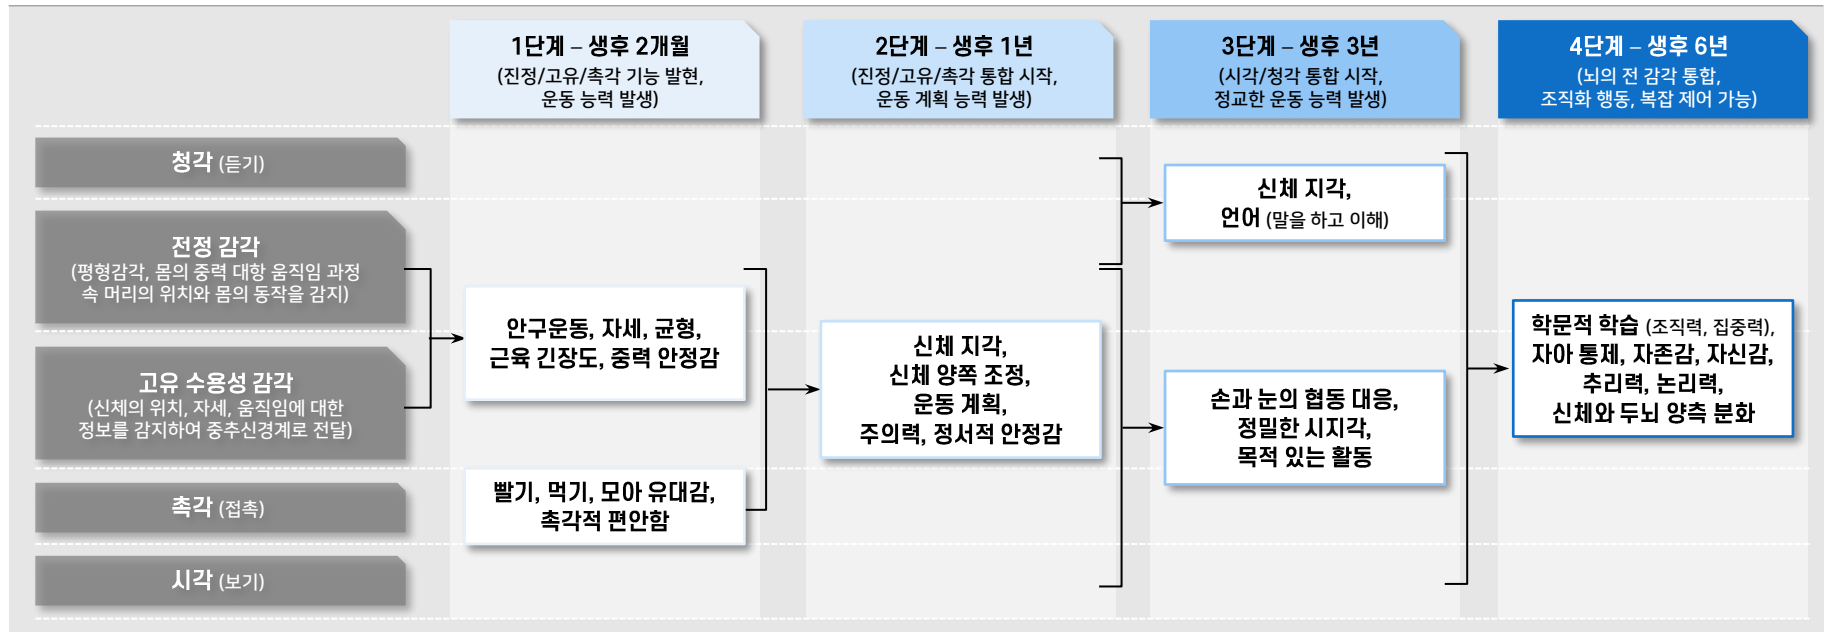 1단계 – 생후 2개월
(진정/고유/촉각 기능 발현,
운동 능력 발생)
2단계 – 생후 1년
(진정/고유/촉각 통합 시작,
운동 계획 능력 발생)
3단계 – 생후 3년
(시각/청각 통합 시작,
정교한 운동 능력 발생)
4단계 – 생후 6년
(뇌의 전 감각 통합,
조직화 행동, 복잡 제어 가능)
청각 (듣기)
전정 감각
(평형감각, 몸의 중력 대항 움직임 과정
속 머리의 위치와 몸의 동작을 감지)
고유 수용성 감각
(신체의 위치, 자세, 움직임에 대한
정보를 감지하여 중추신경계로 전달)
촉각 (접촉)
시각 (보기)
안구운동, 자세, 균형,
근육 긴장도, 중력 안정감
빨기, 먹기, 모아 유대감,
촉각적 편안함
신체 지각,
신체 양쪽 조정,
운동 계획,
주의력, 정서적 안정감
신체 지각,
언어 (말을 하고 이해)
손과 눈의 협동 대응,
정밀한 시지각,
목적 있는 활동
학문적 학습 (조직력, 집중력),
자아 통제, 자존감, 자신감,
추리력, 논리력,
신체와 두뇌 양측 분화